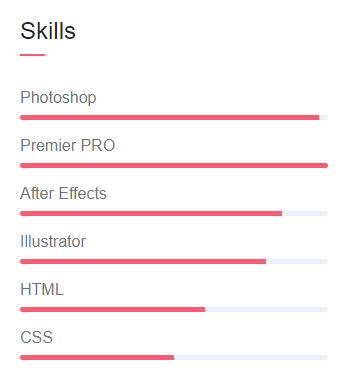 Skills
Photoshop
Premier PRO
After Effects
Illustrator
HTML
CSS